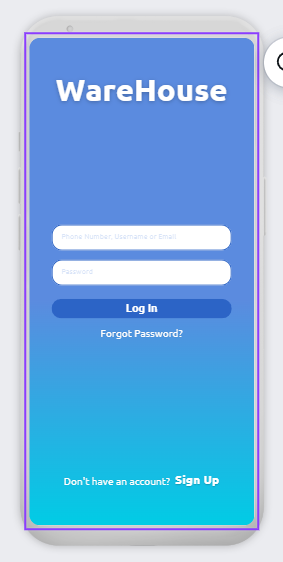 WareHouse
Phone Number, Username or Email
Password
Log In
Forgot Password?
Don't have an account? Sign Up